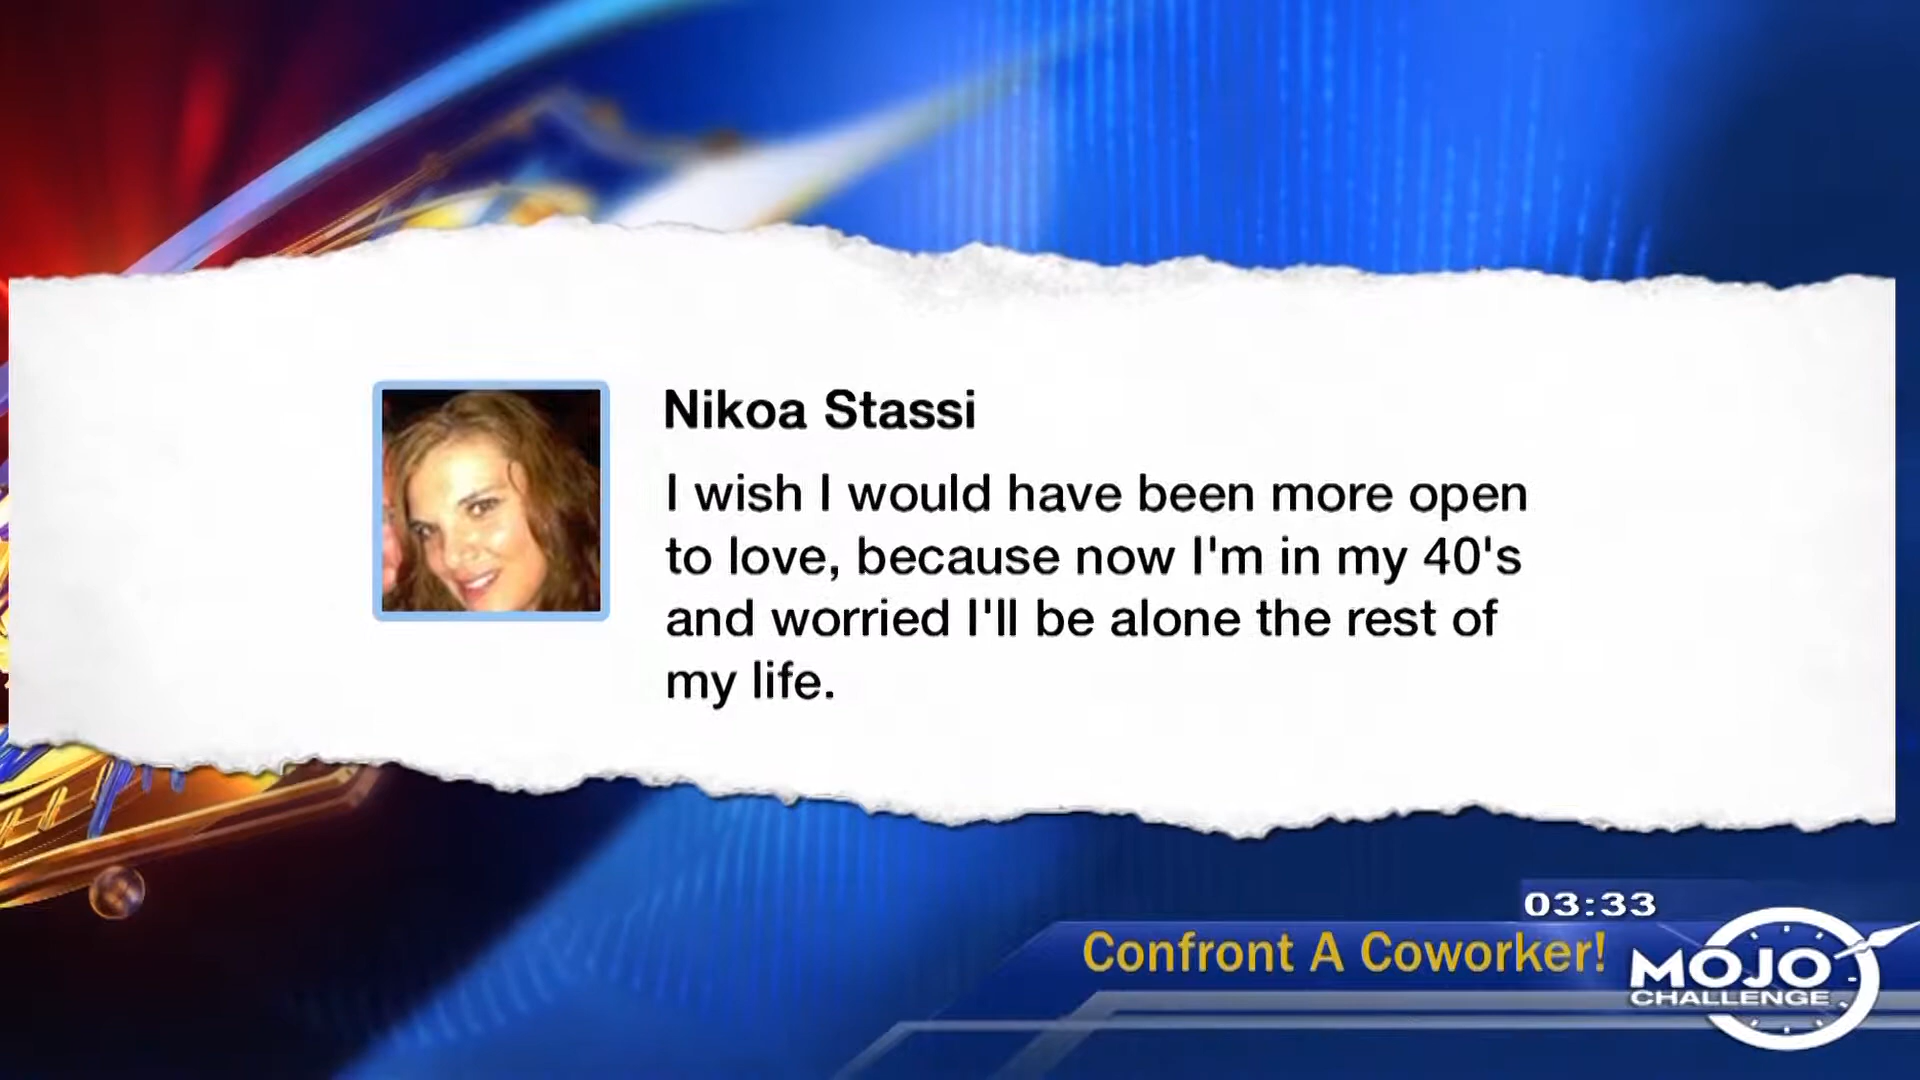 Nikoa Stassi
I wish I would have been more open
to love, because now I'm in my 40's
and worried I'll be alone the rest of
my life.
03:33
Confront A Coworker!
MOJO
CHALLENGE